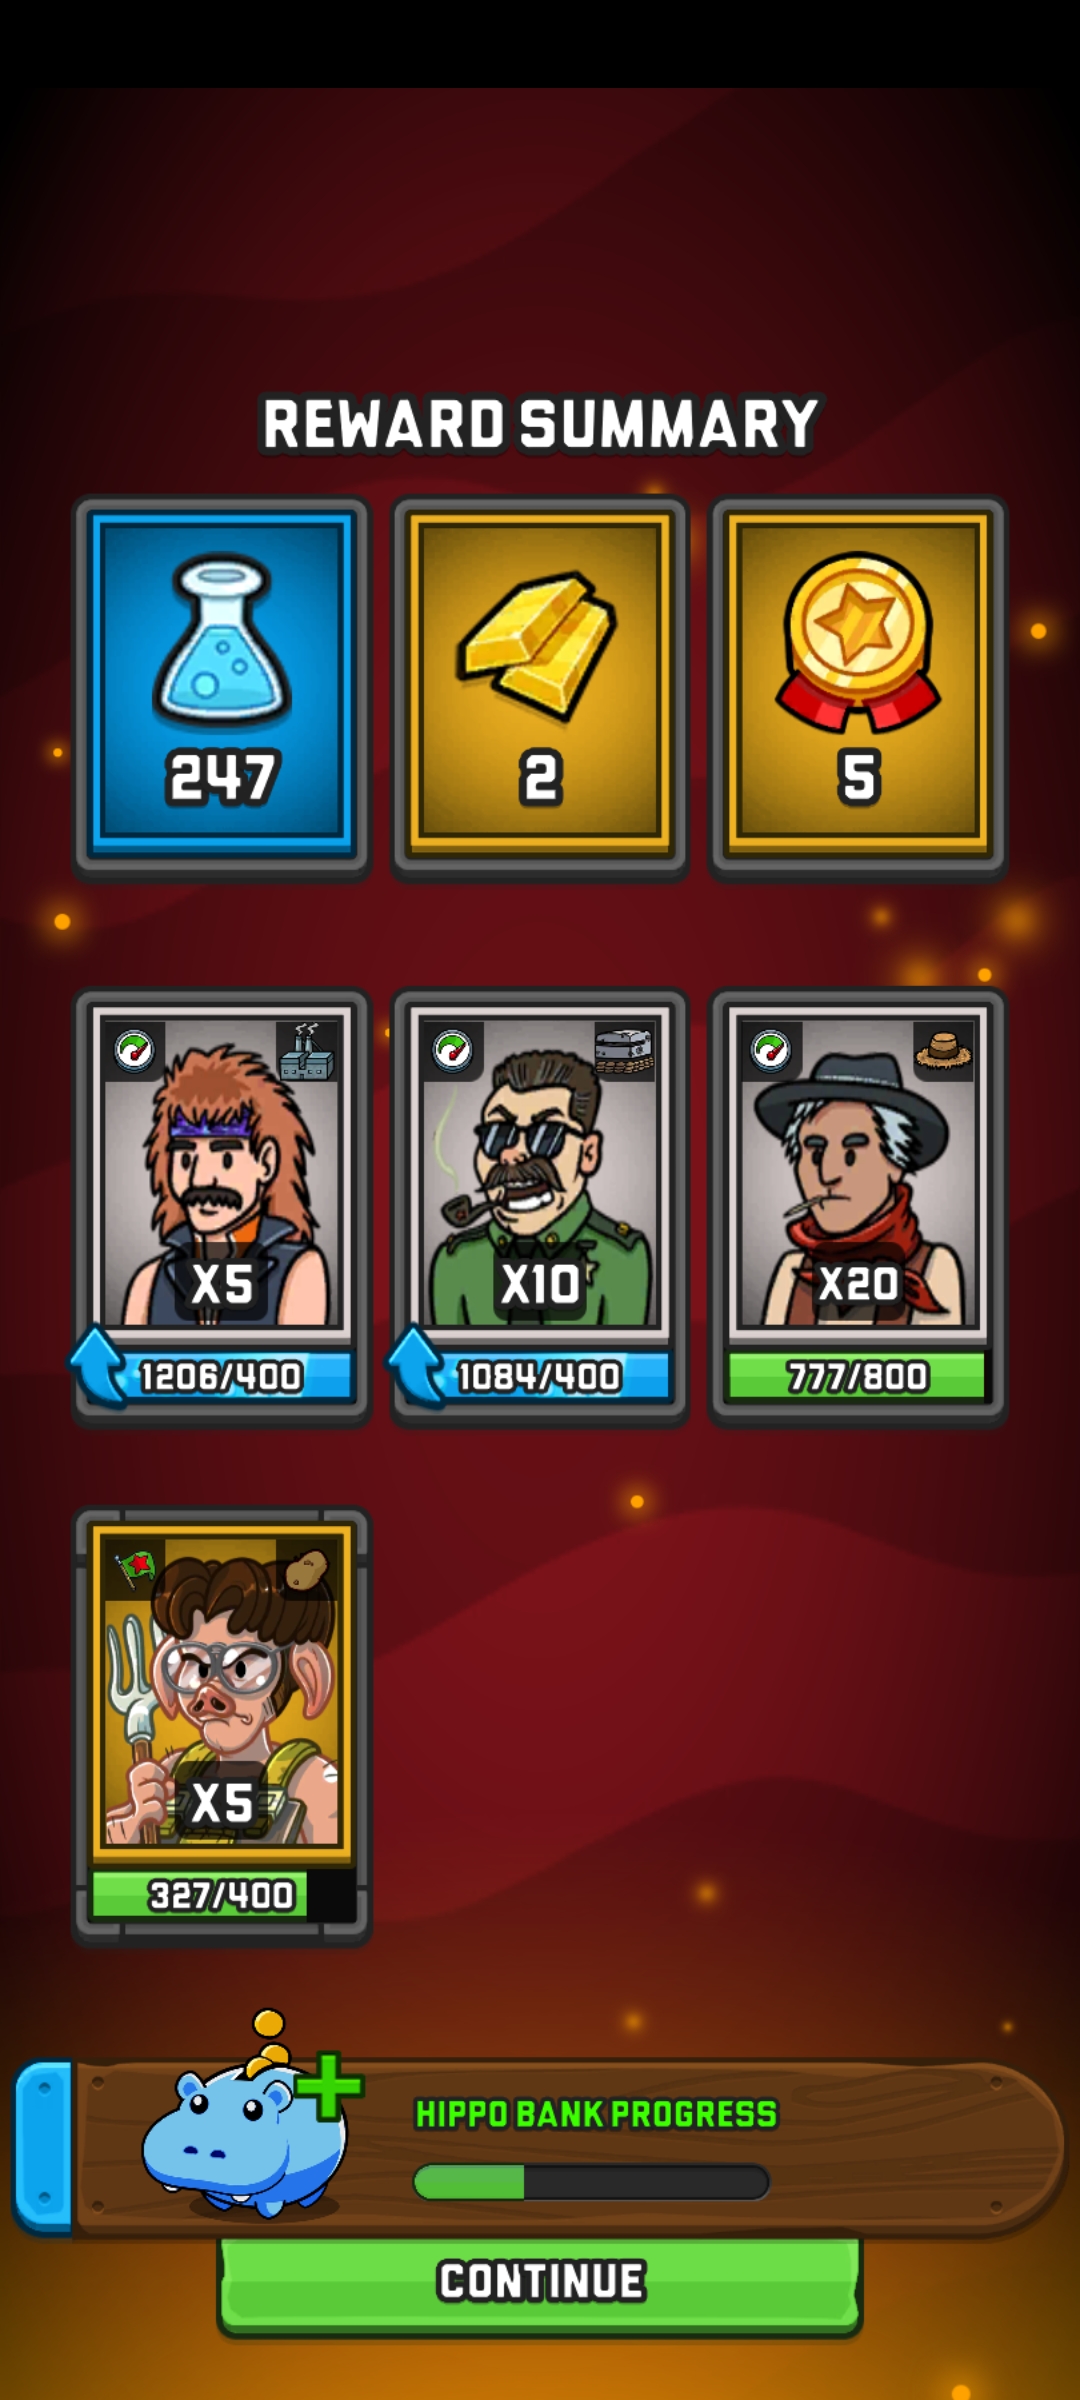 REWARD SUMMARY
247
2
5
X5
X10
X20
1206/400
1084/400
777/800
X5
327/400
HIPPO BANK PROGRESS
CONTINUE